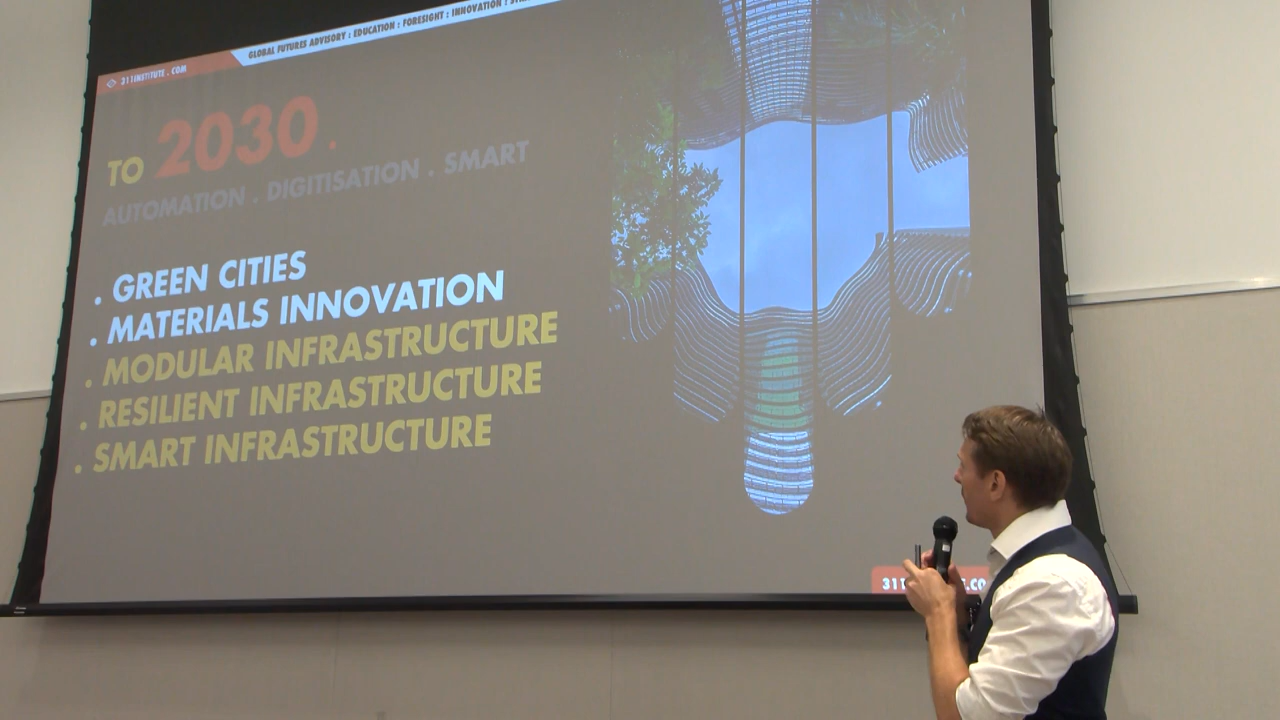 311INSTITUTE . COM
GLOBAL FUTURES ADVISORY : EDUCATION : FORESIGHT : INNOVATION :
TO 2030 .
AUTOMATION . DIGITISATION . SMART
. GREEN CITIES
. MATERIALS INNOVATION
. MODULAR INFRASTRUCTURE
. RESILIENT INFRASTRUCTURE
. SMART INFRASTRUCTURE